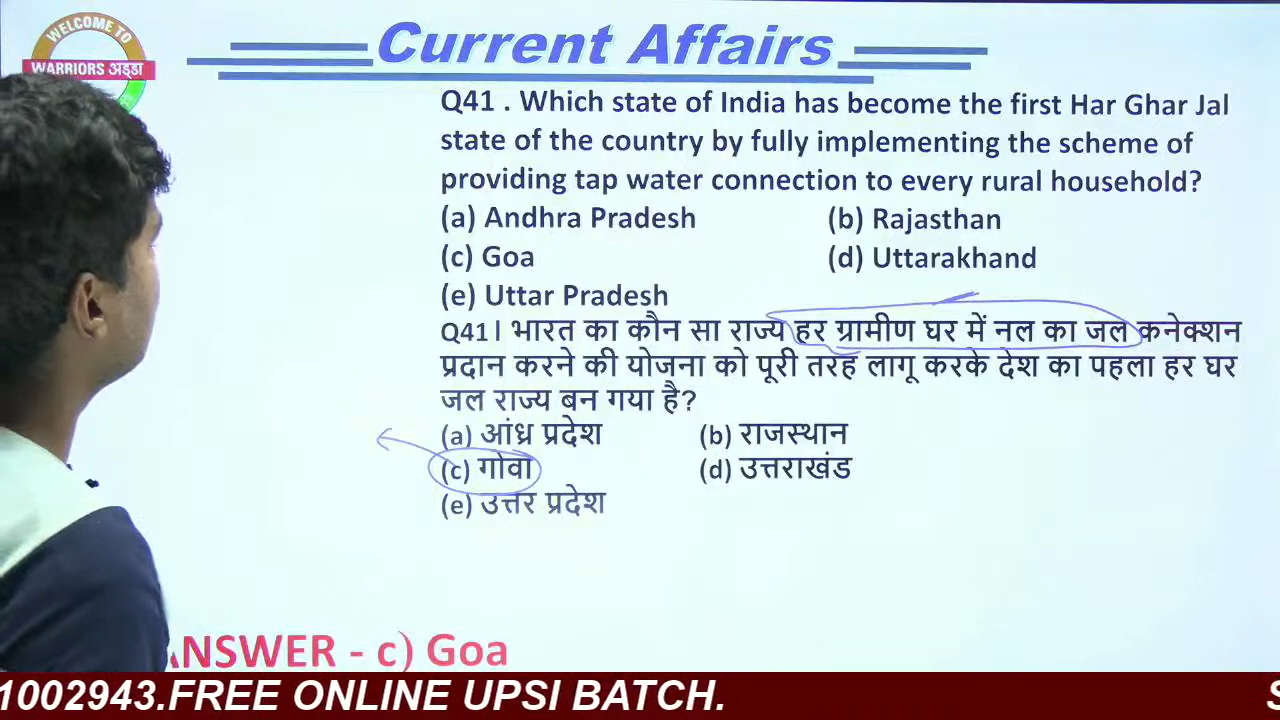 WELCOME TO
WARRIORS अड्डा
Current Affairs
Q41 . Which state of India has become the first Har Ghar Jal
state of the country by fully implementing the scheme of
providing tap water connection to every rural household?
(a) Andhra Pradesh (b) Rajasthan
(c) Goa (d) Uttarakhand
(e) Uttar Pradesh
Q41। भारत का कौन सा राज्य हर ग्रामीण घर में नल का जल कनेक्शन
प्रदान करने की योजना को पूरी तरह लागू करके देश का पहला हर घर
जल राज्य बन गया है?
(a) आंध्र प्रदेश (b) राजस्थान
(c) गोवा (d) उत्तराखंड
(e) उत्तर प्रदेश
ANSWER - c) Goa
1002943.FREE ONLINE UPSI BATCH. S